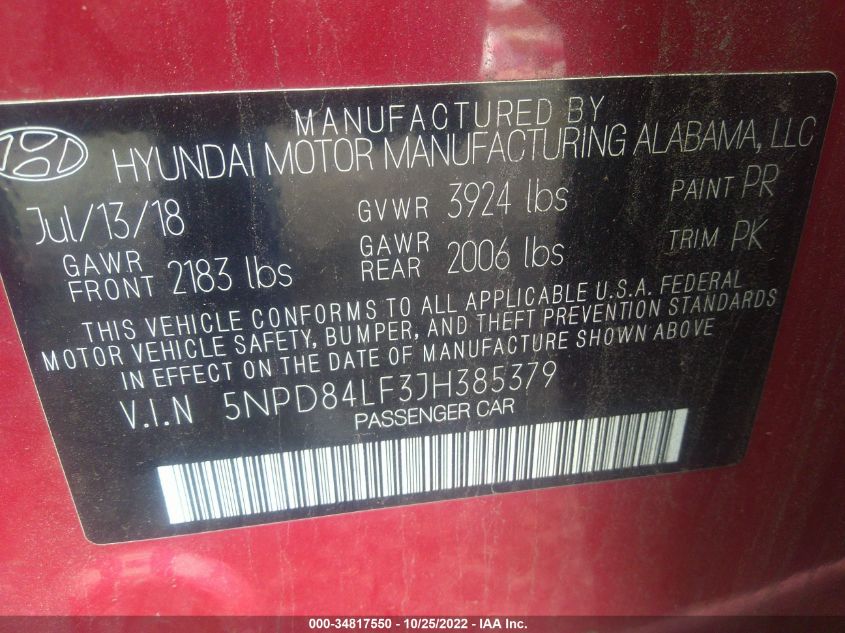 MANUFACTURED BY
HYUNDAI MOTOR MANUFACTURING ALABAMA, LLC
Jul/13/18 GVWR 3924 lbs PAINT PR
GAWR FRONT 2183 lbs GAWR REAR 2006 lbs TRIM PK
THIS VEHICLE CONFORMS TO ALL APPLICABLE U.S.A. FEDERAL
MOTOR VEHICLE SAFETY, BUMPER, AND THEFT PREVENTION STANDARDS
IN EFFECT ON THE DATE OF MANUFACTURE SHOWN ABOVE
V.I.N 5NPD84LF3JH385379
PASSENGER CAR
000-34817550 - 10/25/2022 - IAA Inc.